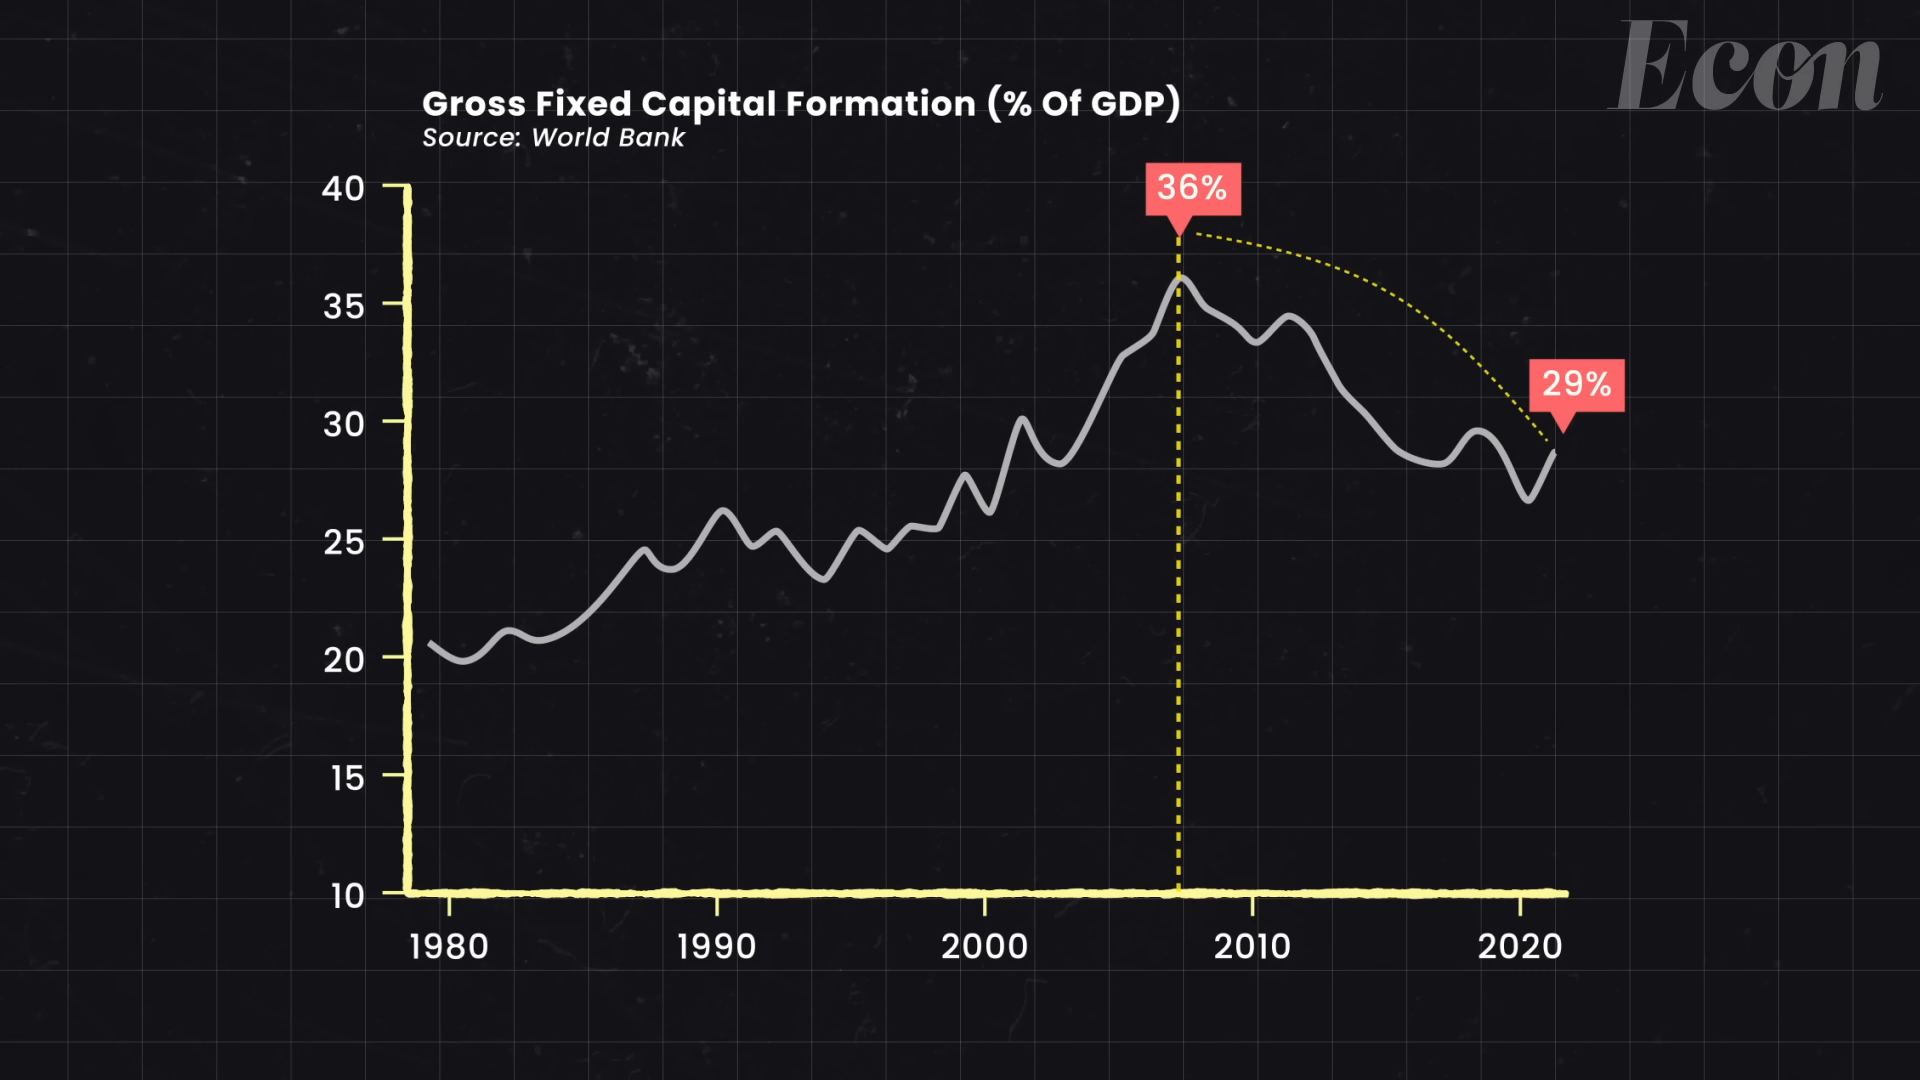 Econ
Gross Fixed Capital Formation (% Of GDP)
Source: World Bank
40
35
30
25
20
15
10
36%
29%
1980 1990 2000 2010 2020